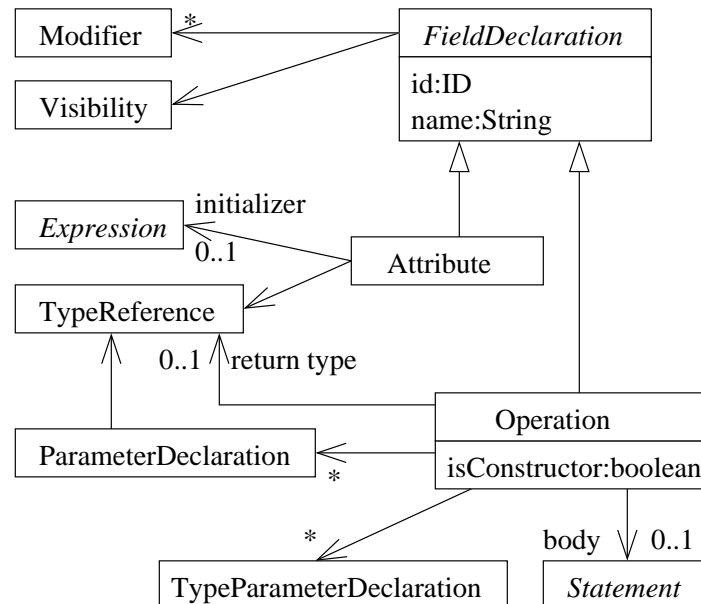 Modifier
*
FieldDeclaration
Visibility
id:ID
name:String
Expression
initializer
0..1
Attribute
TypeReference
0..1
return type
Operation
ParameterDeclaration
*
isConstructor:boolean
*
body
0..1
TypeParameterDeclaration
Statement